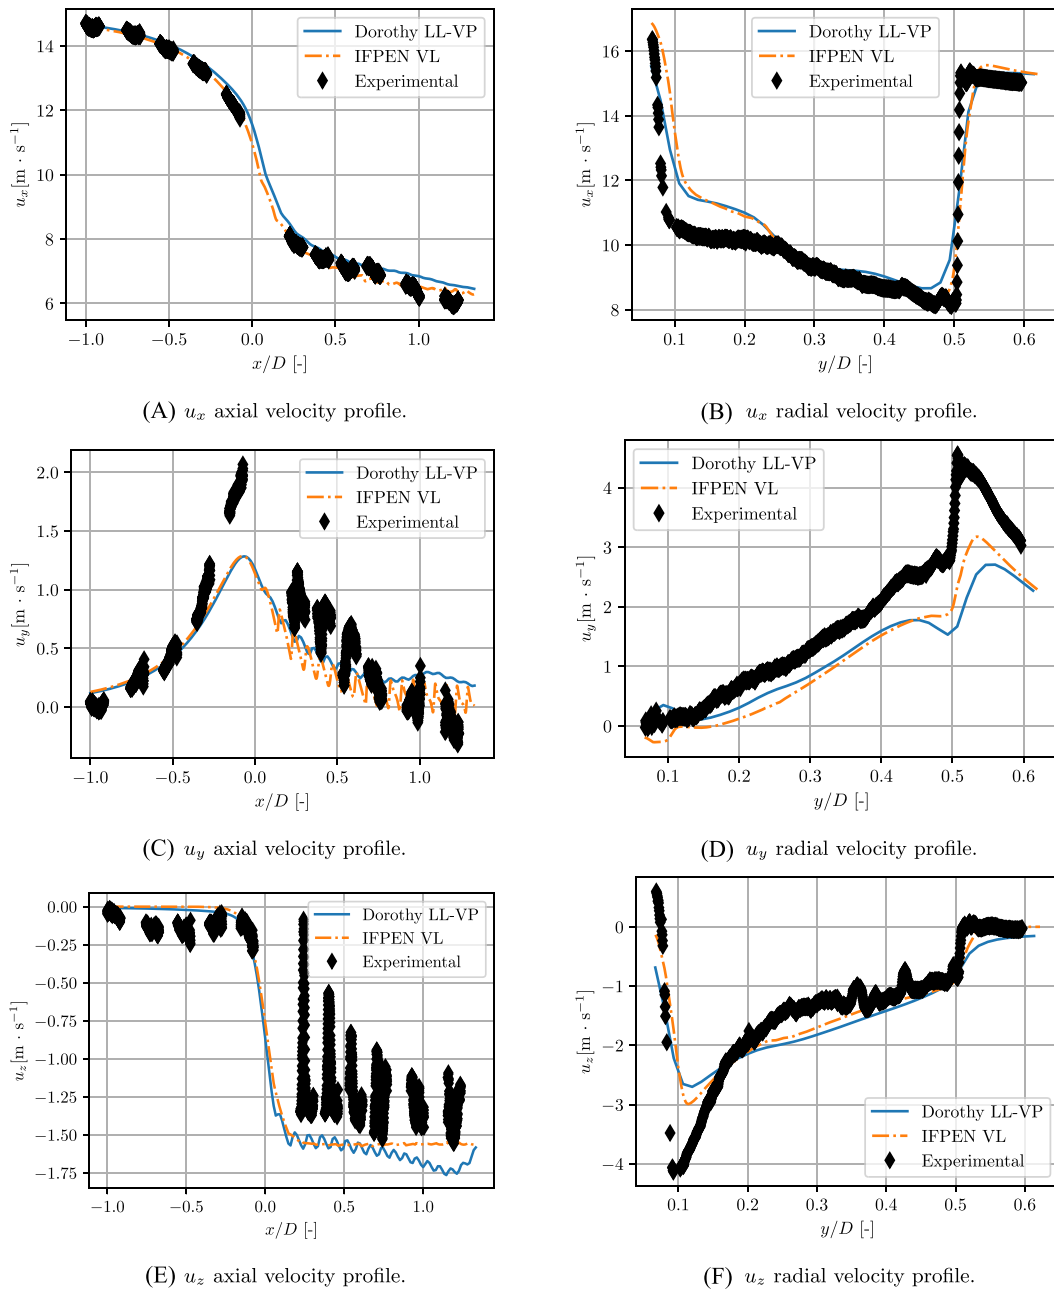 Dorothy LL-VP
IFPEN VL
Experimental
14
12
10
8
6
u_x[m · s⁻¹]
−1.0 −0.5 0.0 0.5 1.0
x/D [-]
(A) u_x axial velocity profile.
Dorothy LL-VP
IFPEN VL
Experimental
16
14
12
10
8
u_x[m · s⁻¹]
0.1 0.2 0.3 0.4 0.5 0.6
y/D [-]
(B) u_x radial velocity profile.
Dorothy LL-VP
IFPEN VL
Experimental
2.0
1.5
1.0
0.5
0.0
u_y[m · s⁻¹]
−1.0 −0.5 0.0 0.5 1.0
x/D [-]
(C) u_y axial velocity profile.
Dorothy LL-VP
IFPEN VL
Experimental
4
3
2
1
0
u_y[m · s⁻¹]
0.1 0.2 0.3 0.4 0.5 0.6
y/D [-]
(D) u_y radial velocity profile.
Dorothy LL-VP
IFPEN VL
Experimental
0.00
−0.25
−0.50
−0.75
−1.00
−1.25
−1.50
−1.75
u_z[m · s⁻¹]
−1.0 −0.5 0.0 0.5 1.0
x/D [-]
(E) u_z axial velocity profile.
Dorothy LL-VP
IFPEN VL
Experimental
0
−1
−2
−3
−4
u_z[m · s⁻¹]
0.1 0.2 0.3 0.4 0.5 0.6
y/D [-]
(F) u_z radial velocity profile.